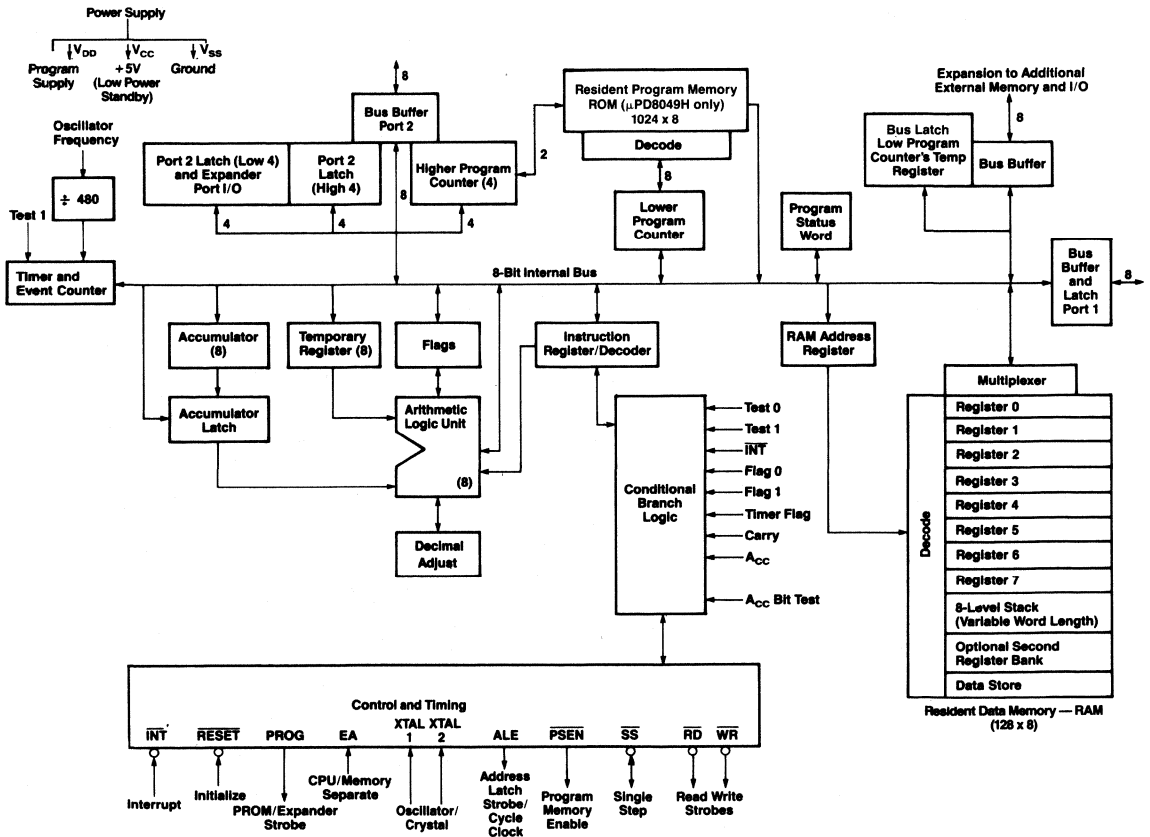 Power Supply
VDD
VCC
VSS
Program
Supply
+5V
(Low Power
Standby)
Ground
Oscillator
Frequency
÷ 480
Test 1
Timer and
Event Counter
8
Bus Buffer
Port 2
Port 2 Latch (Low 4)
and Expander
Port I/O
Port 2
Latch
(High 4)
Higher Program
Counter (4)
4
4
8
4
2
Resident Program Memory
ROM (μPD8049H only)
1024 x 8
Decode
8
Lower
Program
Counter
Program
Status
Word
Expansion to Additional
External Memory and I/O
8
Bus Latch
Low Program
Counter's Temp
Register
Bus Buffer
Bus
Buffer
and
Latch
Port 1
8
8-Bit Internal Bus
Accumulator
(8)
Temporary
Register (8)
Flags
Instruction
Register/Decoder
RAM Address
Register
Accumulator
Latch
Arithmetic
Logic Unit
(8)
Decimal
Adjust
Conditional
Branch
Logic
Test 0
Test 1
INT
Flag 0
Flag 1
Timer Flag
Carry
ACC
ACC Bit Test
Multiplexer
Decode
Register 0
Register 1
Register 2
Register 3
Register 4
Register 5
Register 6
Register 7
8-Level Stack
(Variable Word Length)
Optional Second
Register Bank
Data Store
Resident Data Memory — RAM
(128 x 8)
Control and Timing
INT'
RESET
PROG
EA
XTAL
1
XTAL
2
ALE
PSEN
SS
RD
WR
Interrupt
Initialize
PROM/Expander
Strobe
CPU/Memory
Separate
Oscillator/
Crystal
Address
Latch
Strobe/
Cycle
Clock
Program
Memory
Enable
Single
Step
Read Write
Strobes